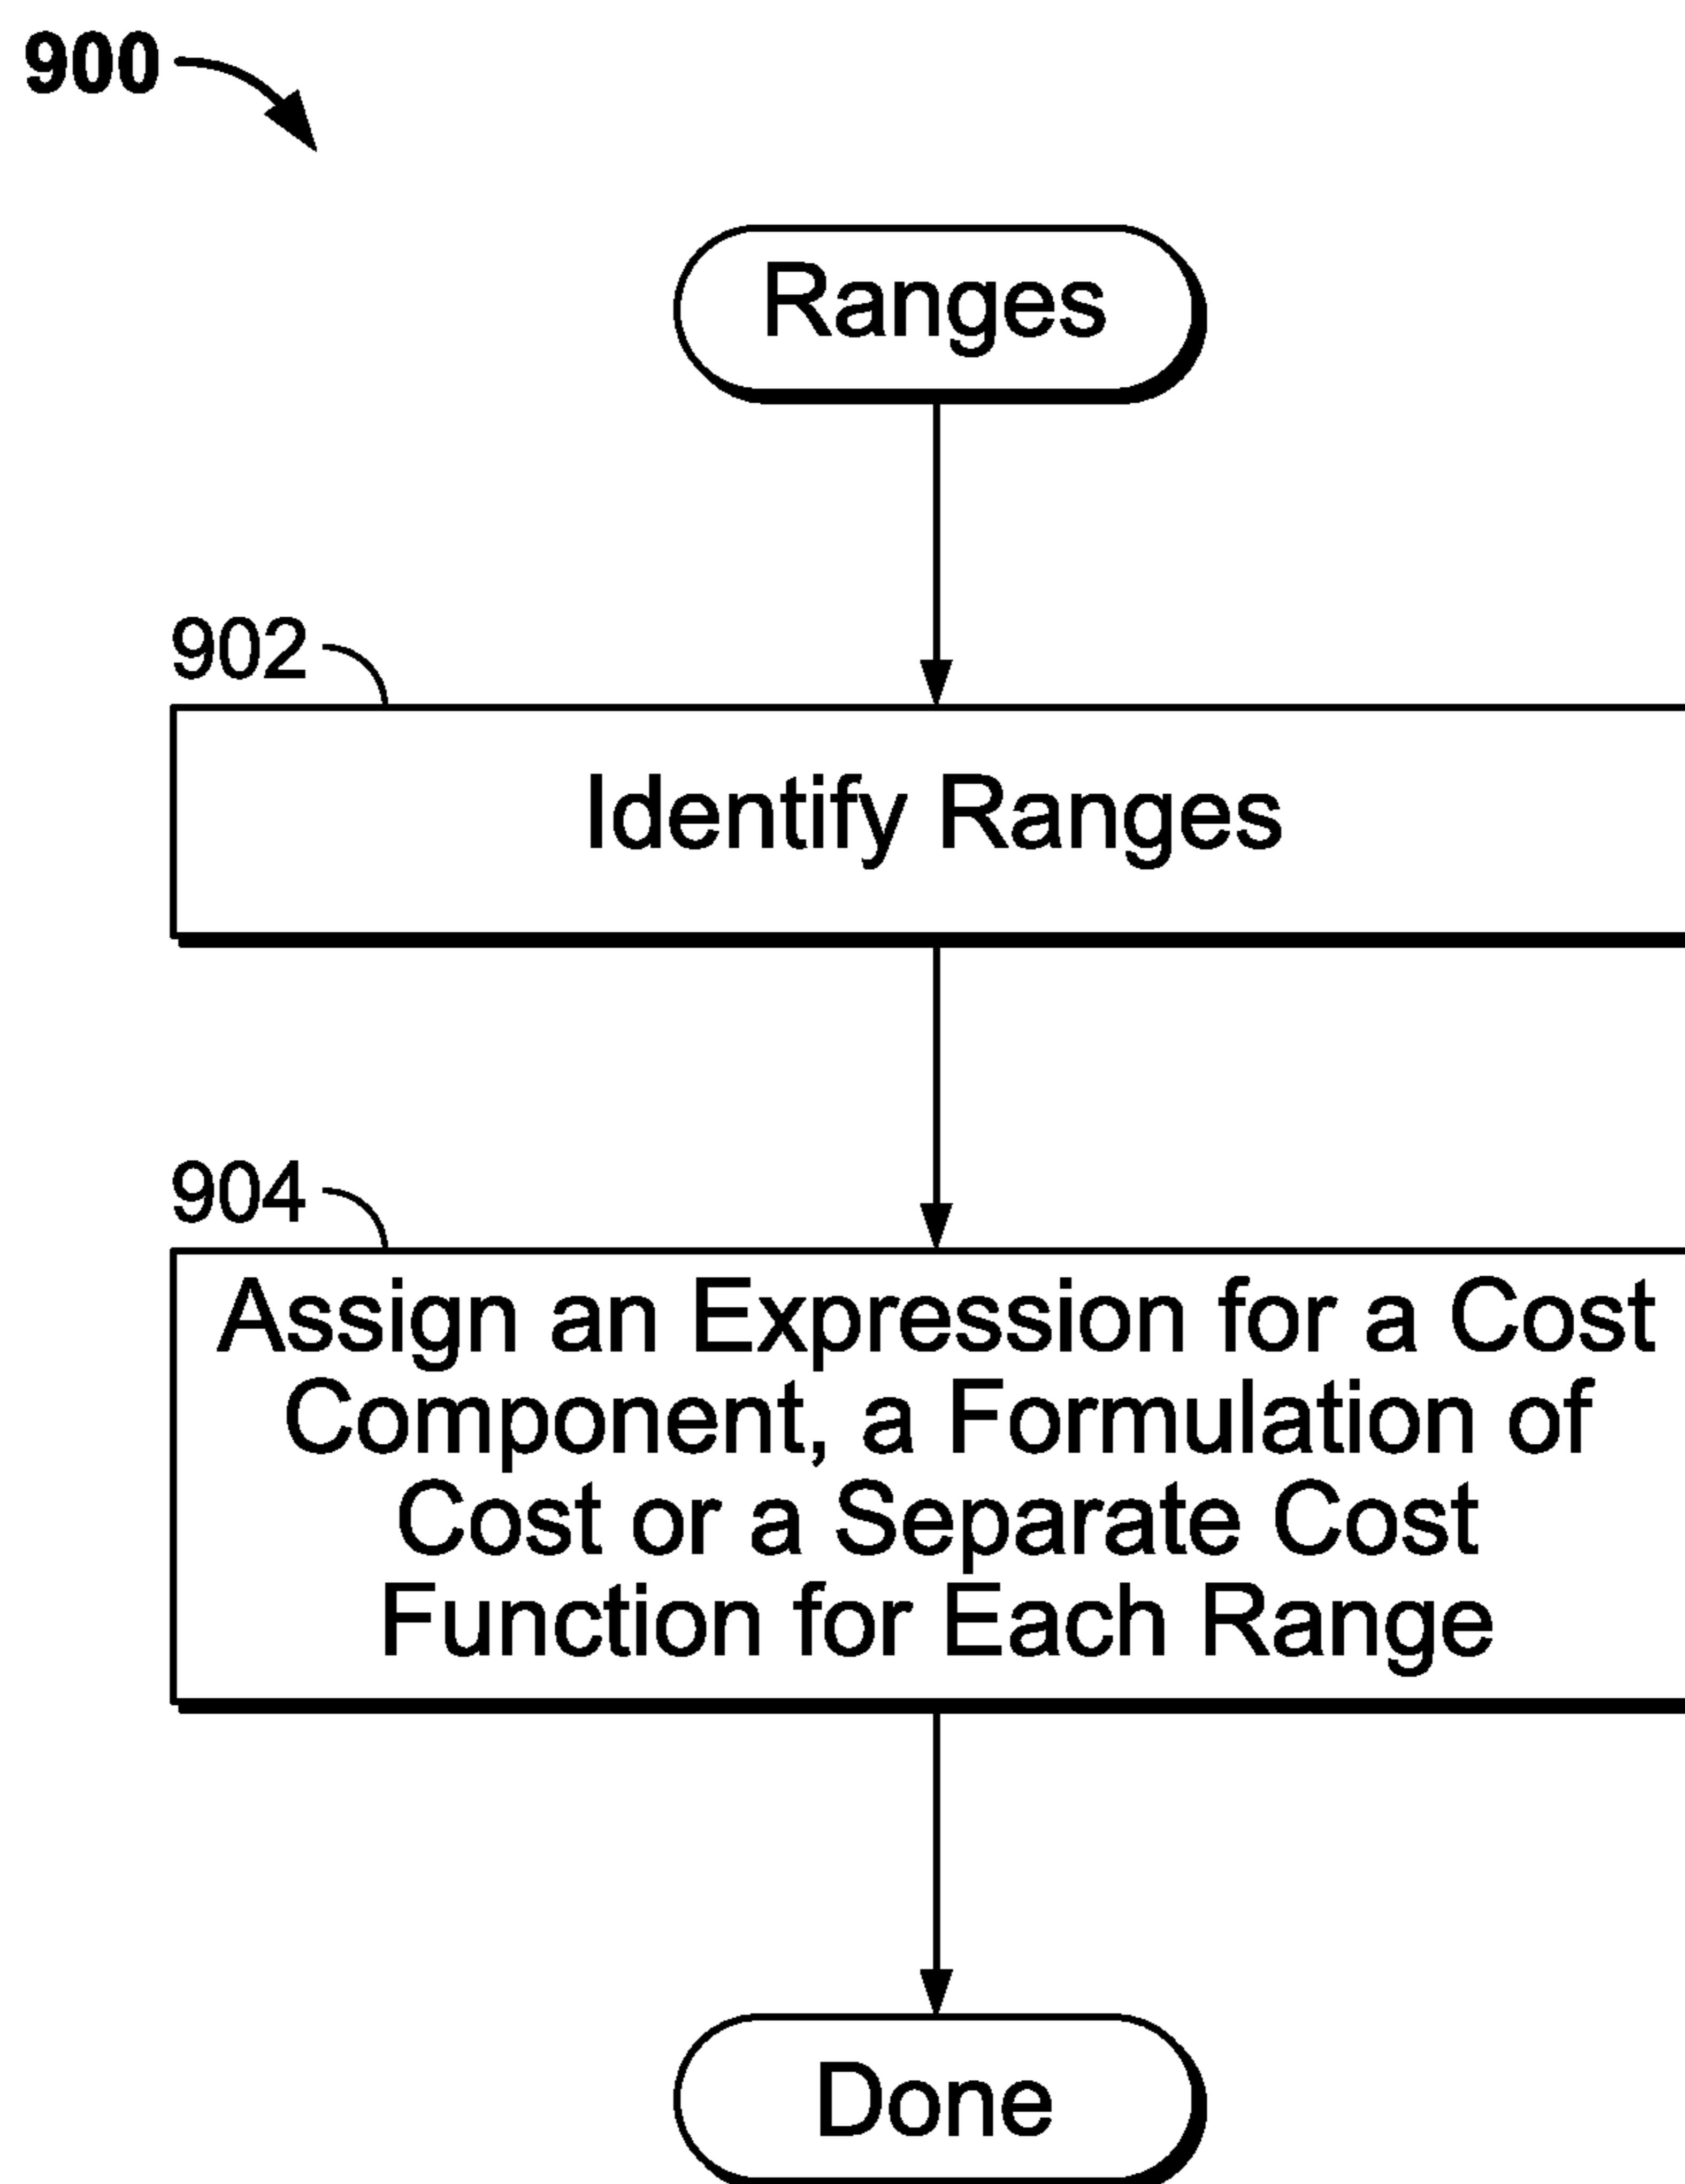 900
Ranges
902
Identify Ranges
904
Assign an Expression for a Cost
Component, a Formulation of
Cost or a Separate Cost
Function for Each Range
Done